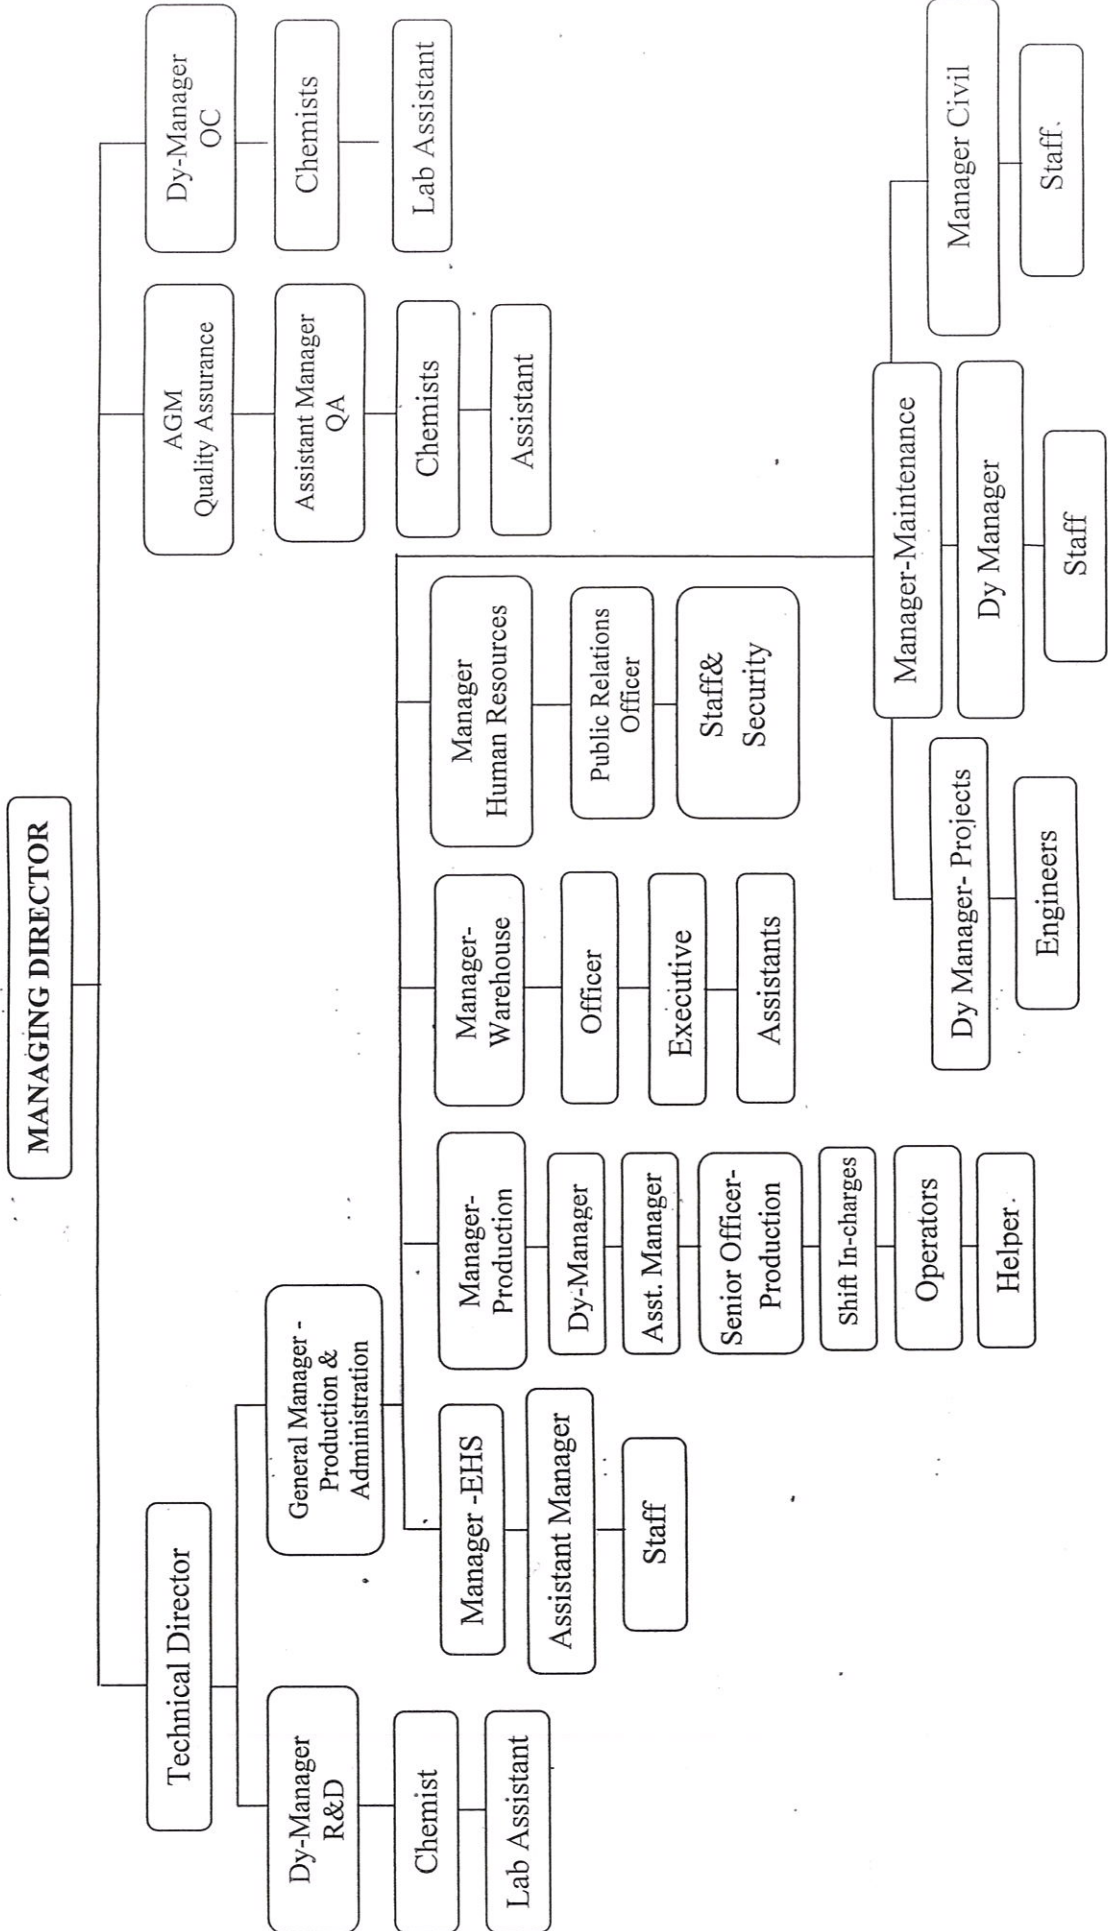 MANAGING DIRECTOR
Technical Director
AGM
Quality Assurance
Dy-Manager
QC
Dy-Manager
R&D
General Manager -
Production &
Administration
Assistant Manager
QA
Chemists
Chemist
Lab Assistant
Chemists
Assistant
Lab Assistant
Manager -EHS
Assistant Manager
Staff
Manager-
Production
Dy-Manager
Asst. Manager
Senior Officer-
Production
Shift In-charges
Operators
Helper
Manager-
Warehouse
Officer
Executive
Assistants
Manager
Human Resources
Public Relations
Officer
Staff&
Security
Manager-Maintenance
Dy Manager- Projects
Engineers
Dy Manager
Staff
Manager Civil
Staff